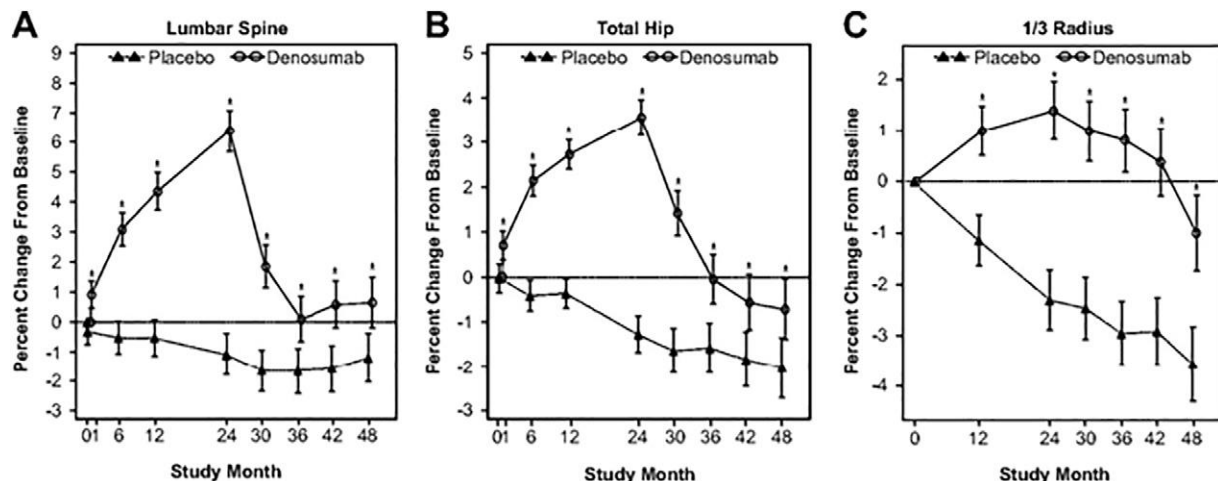 A
Lumbar Spine
Placebo Denosumab
Percent Change From Baseline
9
8
7
6
5
4
3
2
1
0
-1
-2
-3
01 6 12 24 30 36 42 48
Study Month
B
Total Hip
Placebo Denosumab
Percent Change From Baseline
5
4
3
2
1
0
-1
-2
-3
01 6 12 24 30 36 42 48
Study Month
C
1/3 Radius
Placebo Denosumab
Percent Change From Baseline
2
1
0
-1
-2
-3
-4
0 12 24 30 36 42 48
Study Month